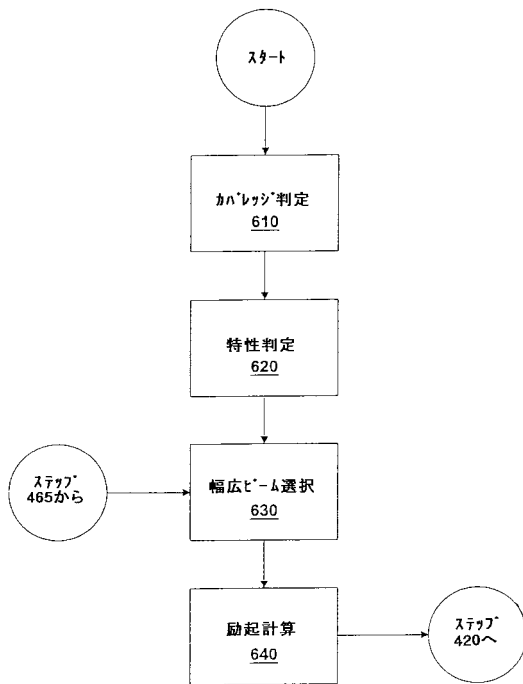 スタート
ｶﾊﾞﾚｯｼﾞ判定
610
特性判定
620
ステップ
465から
幅広ﾋﾞｰﾑ選択
630
励起計算
640
ステップ
420へ